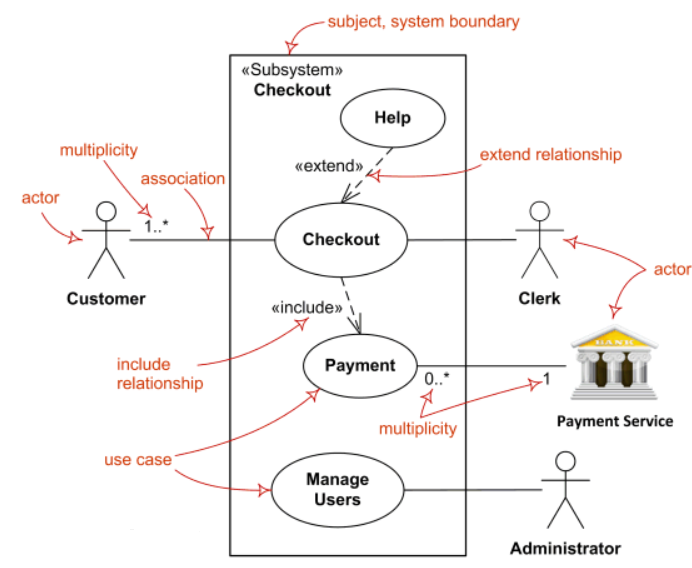 subject, system boundary
«Subsystem»
Checkout
Help
multiplicity
«extend»
extend relationship
association
actor
1..*
Checkout
Customer
Clerk
actor
«include»
include
relationship
Payment
0..*
1
BANK
multiplicity
Payment Service
use case
Manage
Users
Administrator